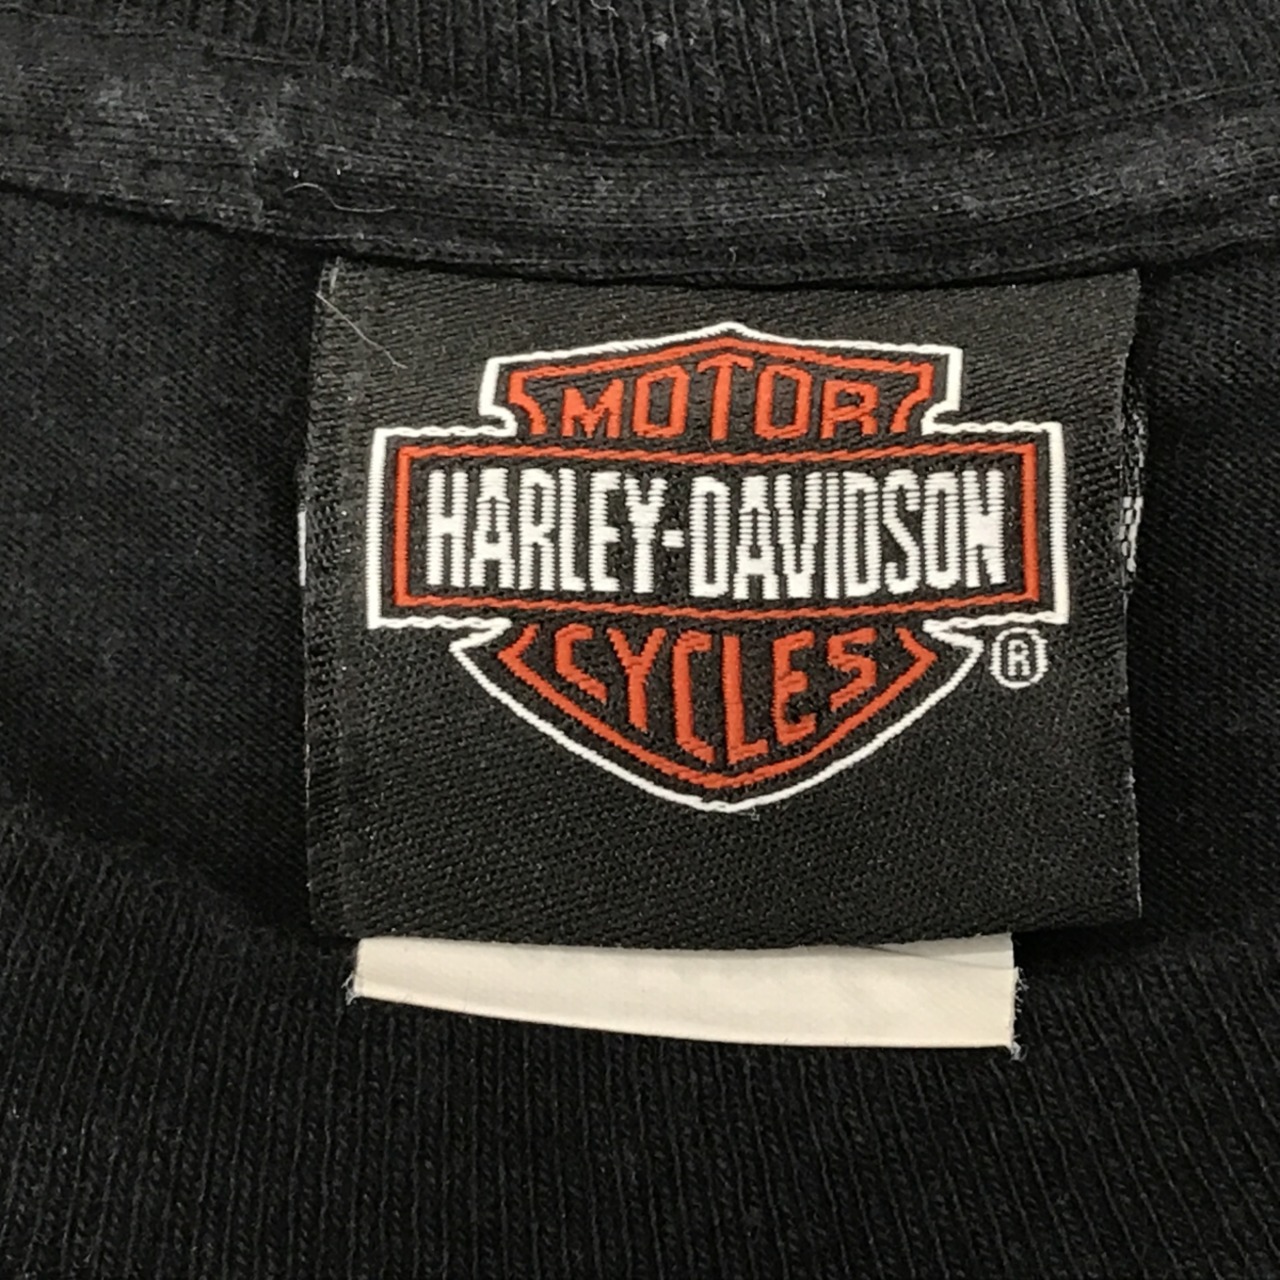 MOTOR
HARLEY-DAVIDSON
CYCLES
®